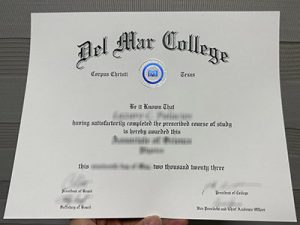 Del Mar College
Corpus Christi Texas
Be it Known That
having satisfactorily completed the prescribed course of study
is hereby awarded this
Associate of Science
this day of May, two thousand twenty three
President of Board
President of College
Secretary of Board
Vice President and Chief Academic Officer